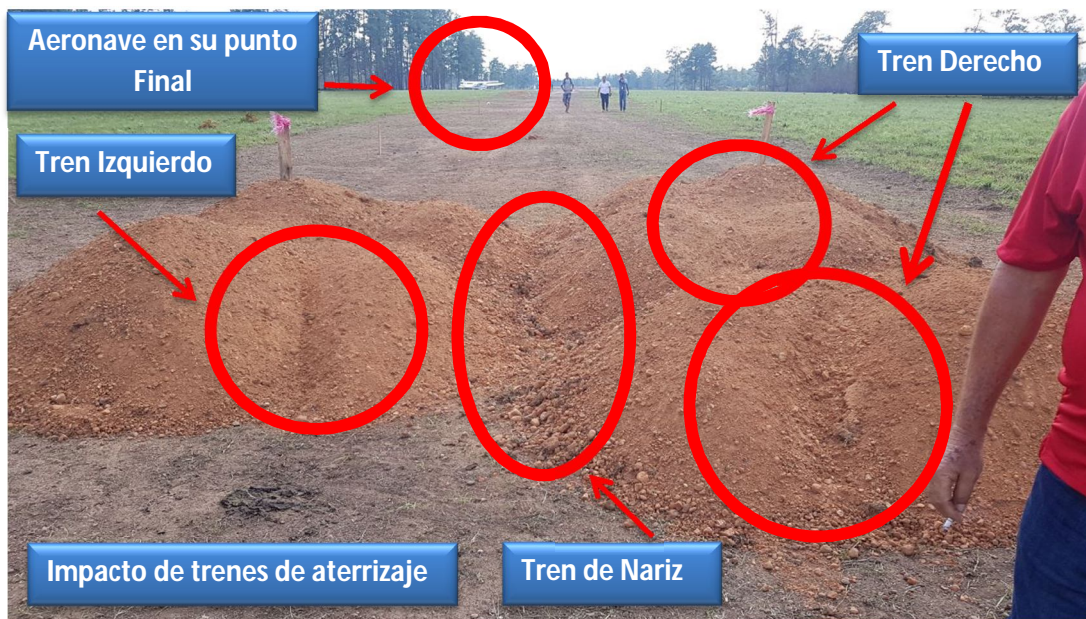 Aeronave en su punto
Final
Tren Derecho
Tren Izquierdo
Impacto de trenes de aterrizaje
Tren de Nariz